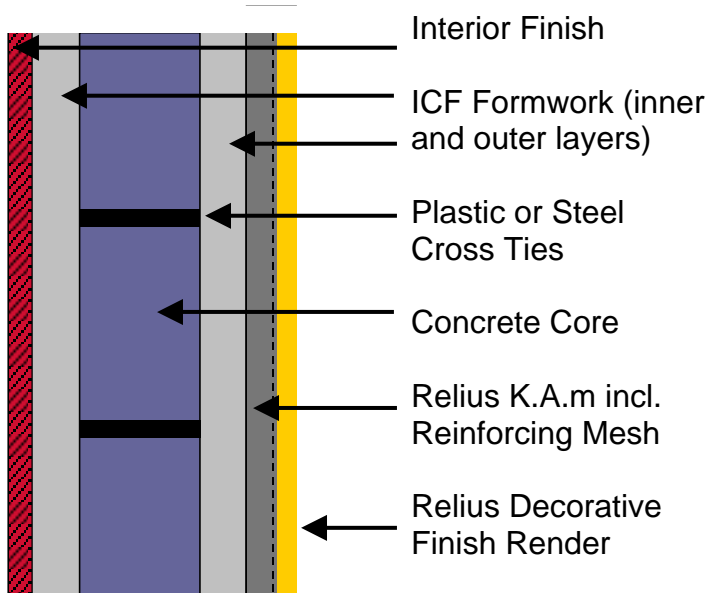 Interior Finish
ICF Formwork (inner
and outer layers)
Plastic or Steel
Cross Ties
Concrete Core
Relius K.A.m incl.
Reinforcing Mesh
Relius Decorative
Finish Render